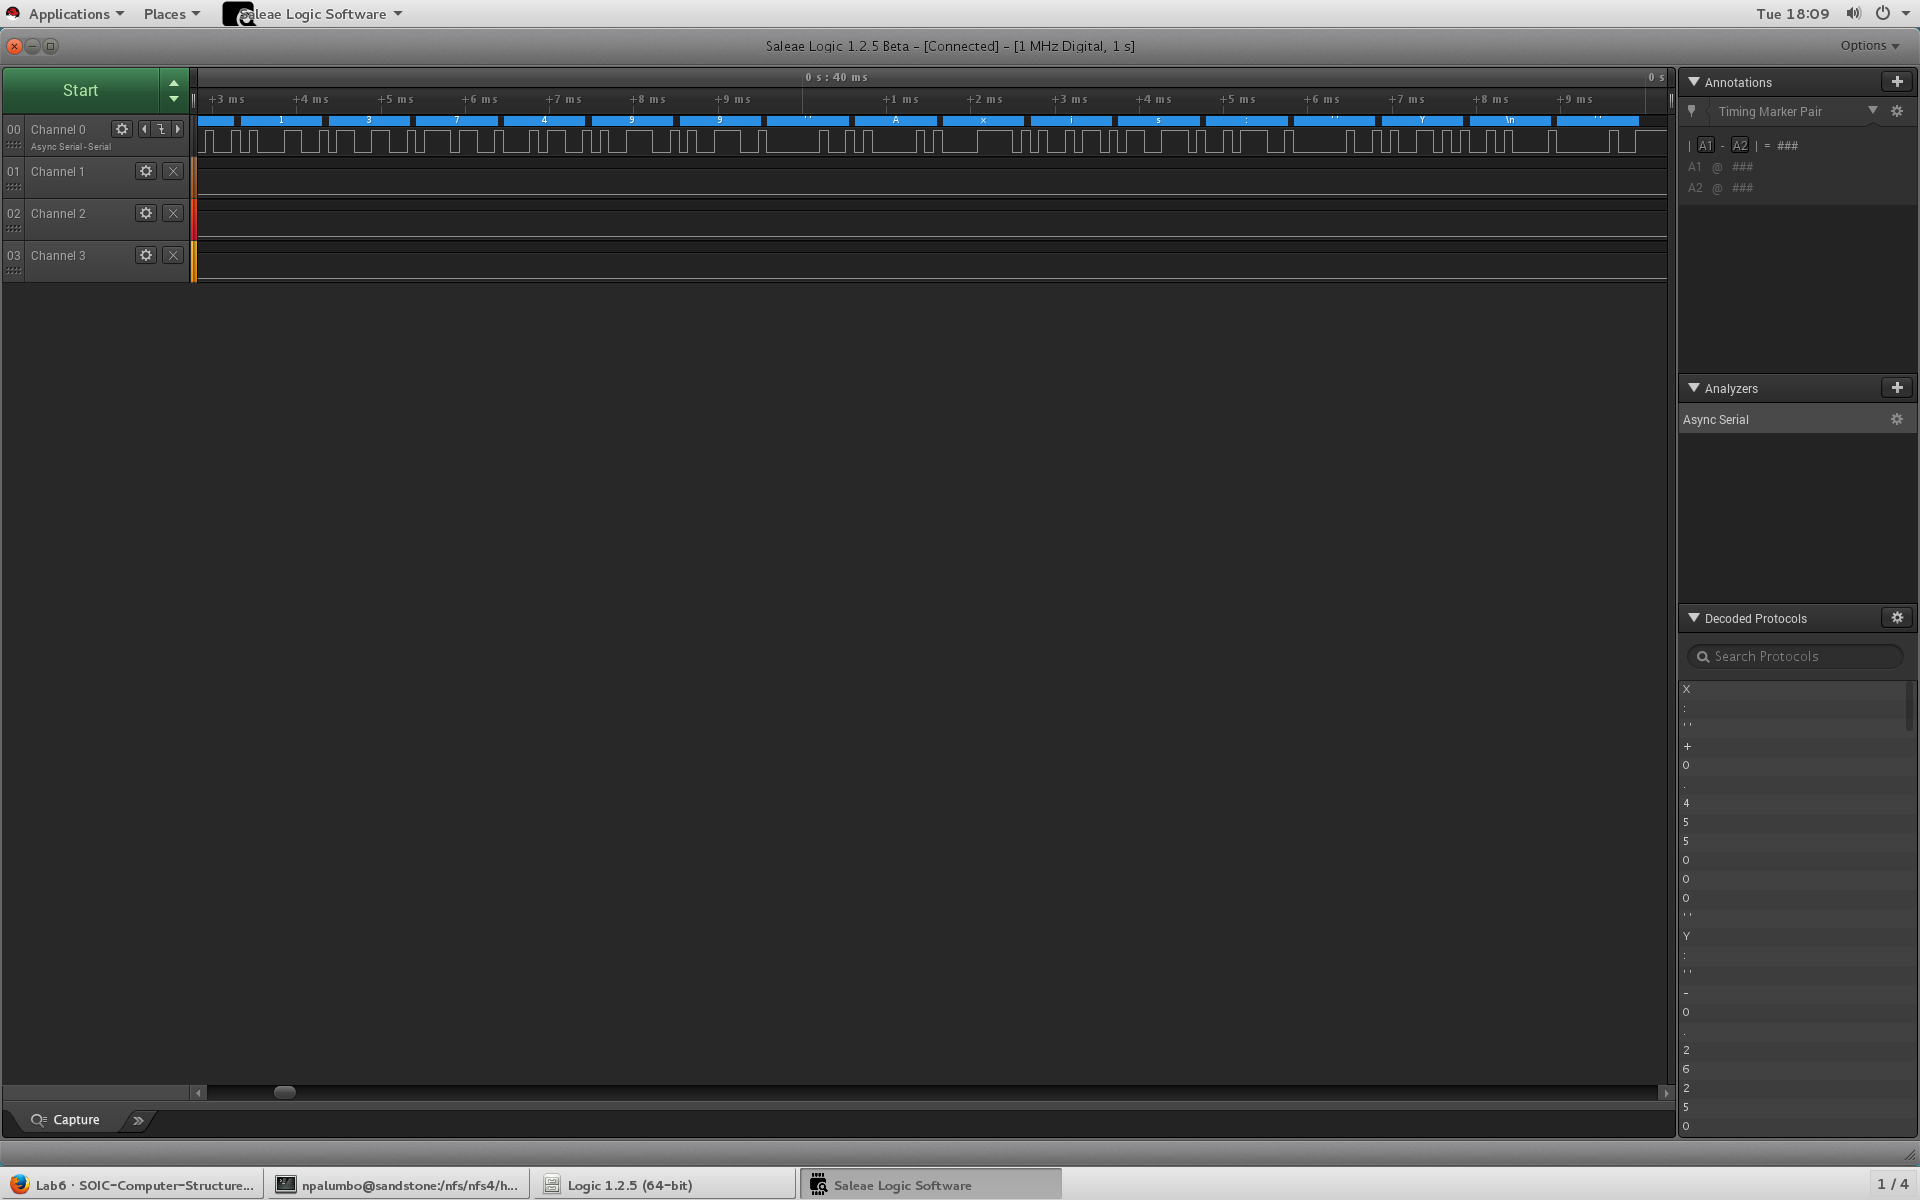 Applications Places Saleae Logic Software Tue 18:09
Saleae Logic 1.2.5 Beta - [Connected] - [1 MHz Digital, 1 s] Options
Start
0 s : 40 ms 0 s
+3 ms +4 ms +5 ms +6 ms +7 ms +8 ms +9 ms +1 ms +2 ms +3 ms +4 ms +5 ms +6 ms +7 ms +8 ms +9 ms
1 3 7 4 9 9 ' ' A x i s : ' ' Y \n ' '
00 Channel 0
Async Serial - Serial
01 Channel 1
02 Channel 2
03 Channel 3
Annotations
Timing Marker Pair
| A1 - A2 | = ###
A1 @ ###
A2 @ ###
Analyzers
Async Serial
Decoded Protocols
Search Protocols
X
:
' '
+
0
.
4
5
5
0
0
0
' '
Y
:
' '
-
0
.
2
6
2
5
0
Capture
Lab6 · SOIC-Computer-Structure... npalumbo@sandstone:/nfs/nfs4/h... Logic 1.2.5 (64-bit) Saleae Logic Software 1 / 4